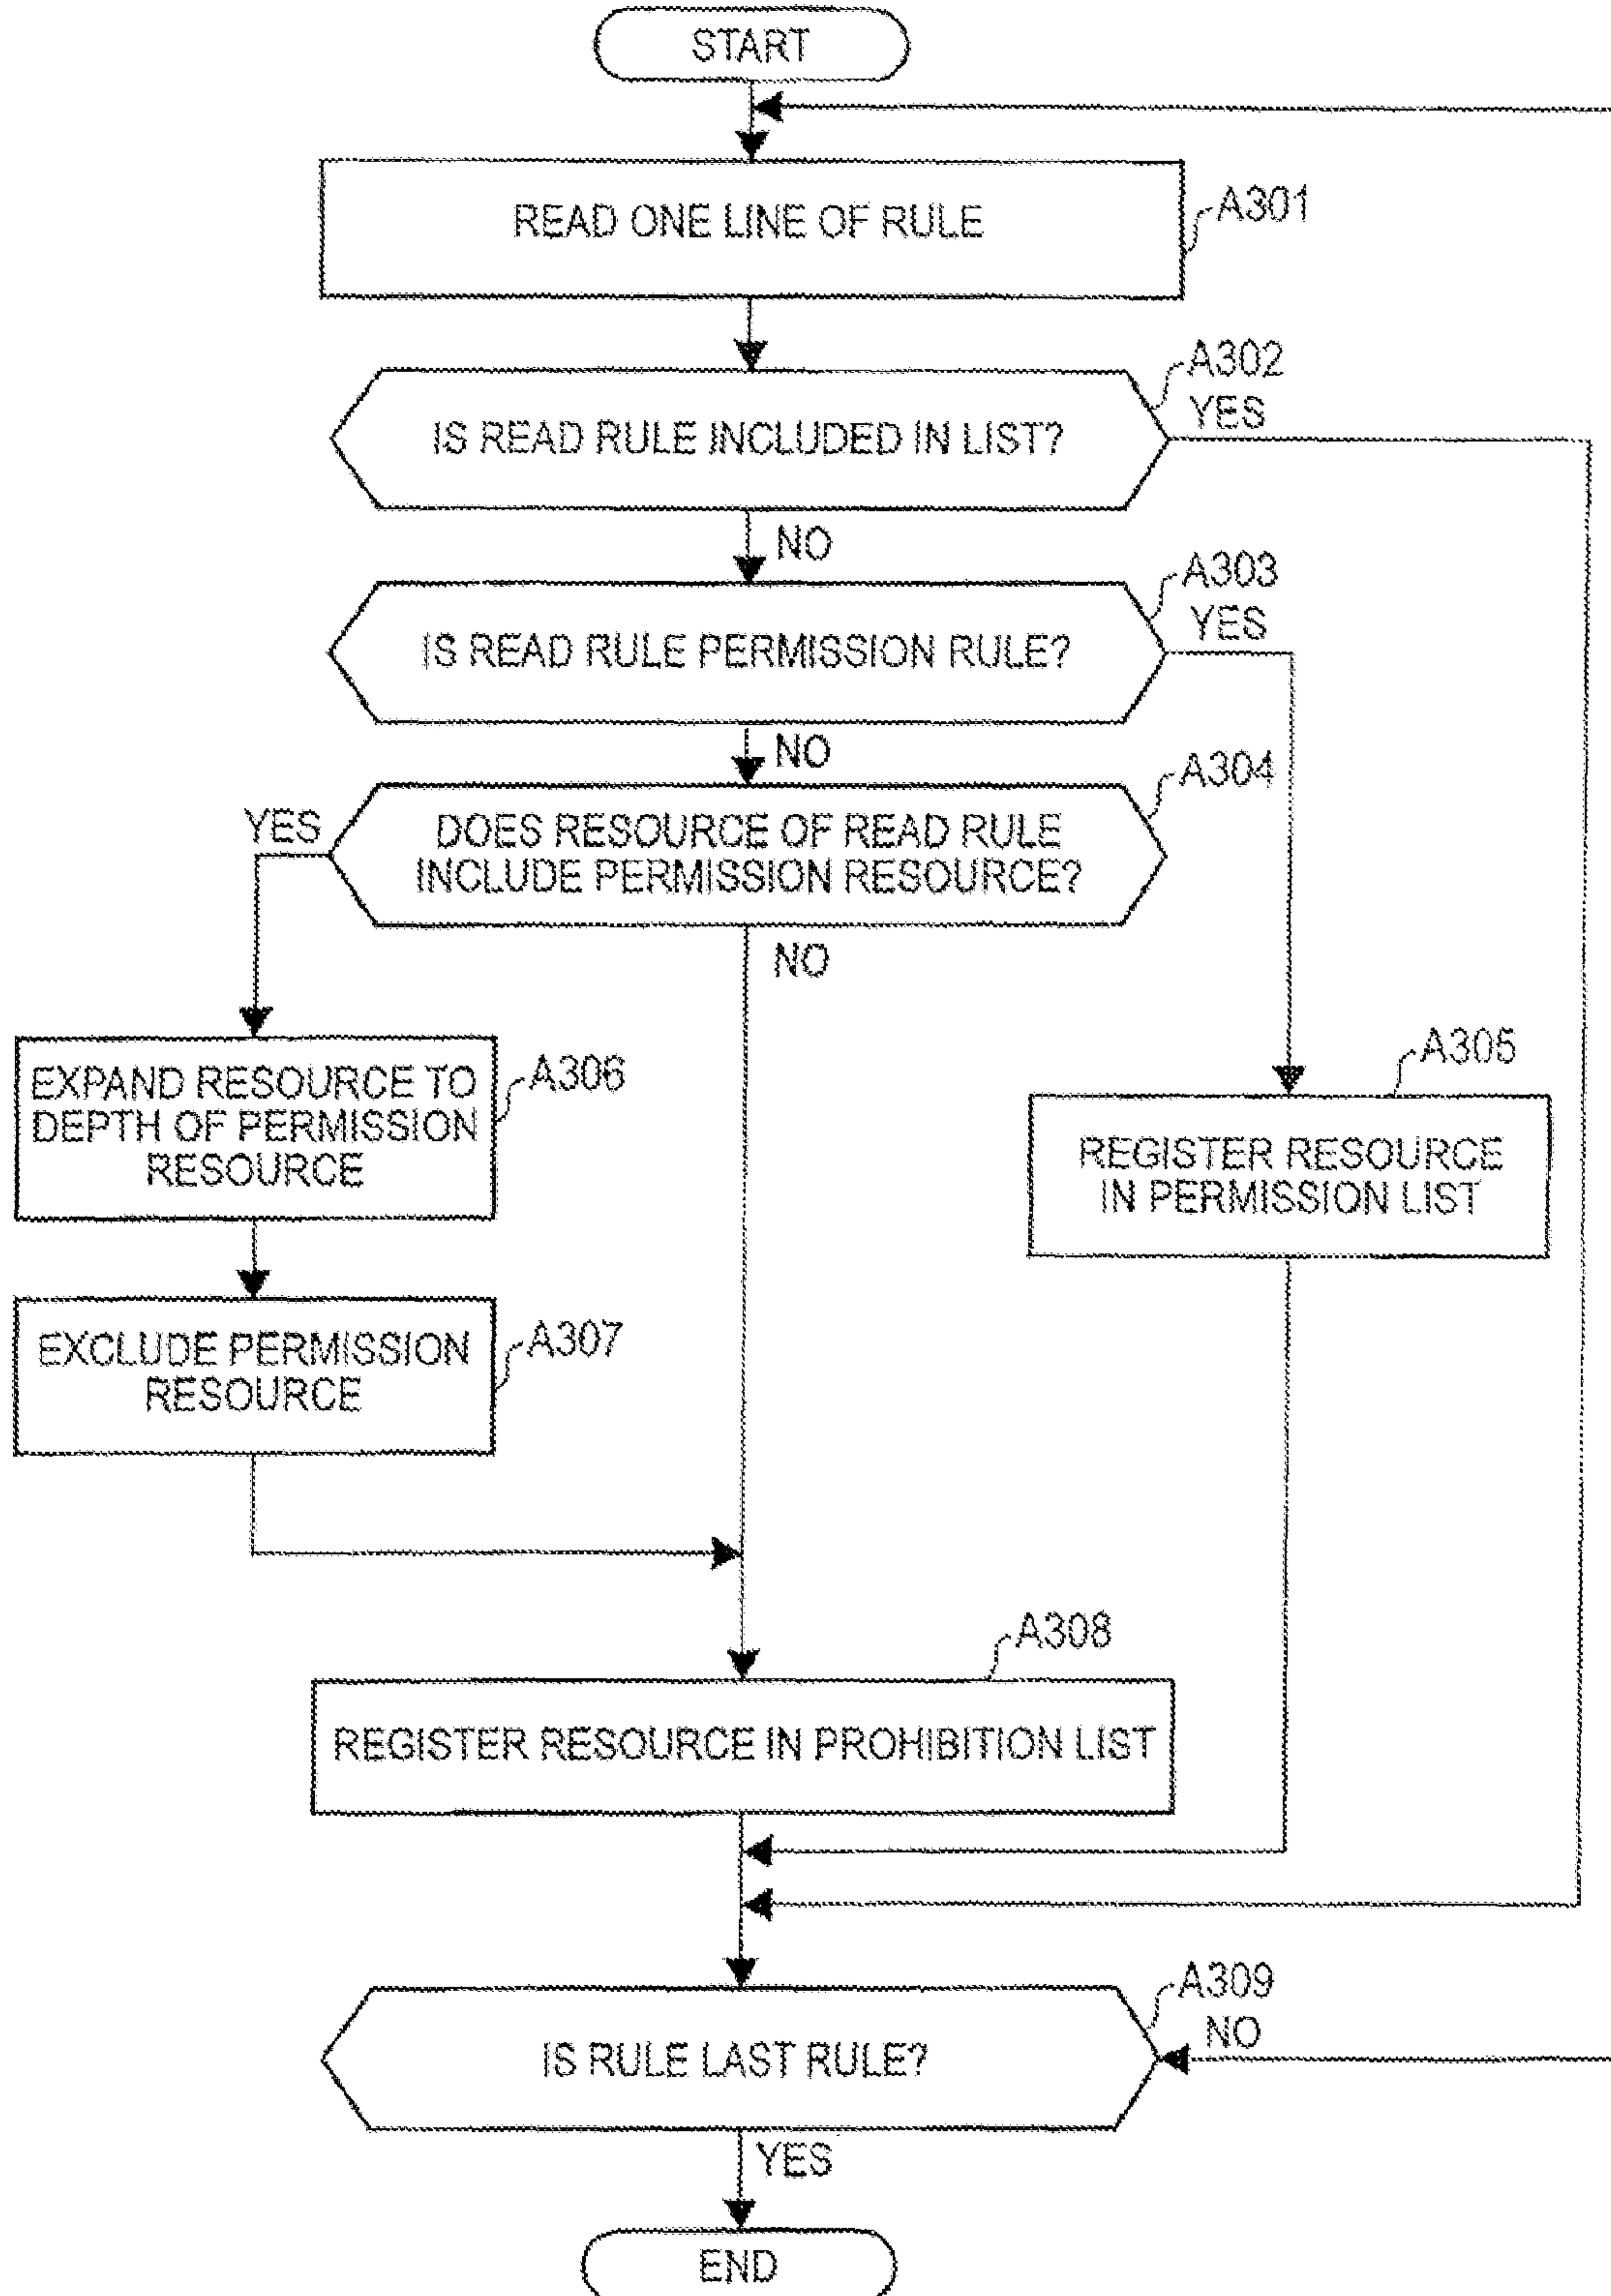 START
READ ONE LINE OF RULE
A301
A302
YES
IS READ RULE INCLUDED IN LIST?
NO
A303
YES
IS READ RULE PERMISSION RULE?
NO
A304
YES
DOES RESOURCE OF READ RULE
INCLUDE PERMISSION RESOURCE?
NO
A306
EXPAND RESOURCE TO
DEPTH OF PERMISSION
RESOURCE
A305
REGISTER RESOURCE
IN PERMISSION LIST
A307
EXCLUDE PERMISSION
RESOURCE
A308
REGISTER RESOURCE IN PROHIBITION LIST
A309
NO
IS RULE LAST RULE?
YES
END